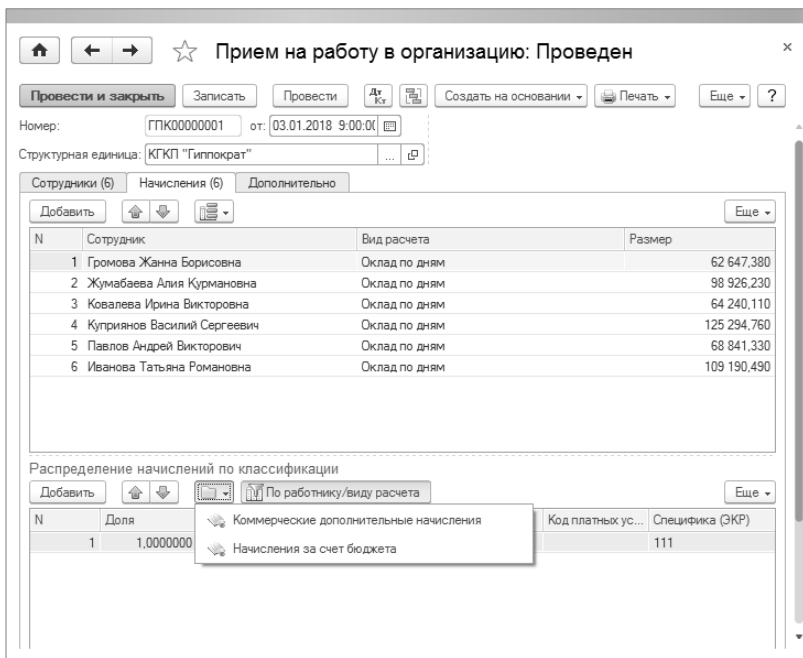 Прием на работу в организацию: Проведен
Провести и закрыть Записать Провести Дт Кт Создать на основании Печать Еще ?
Номер: ГПК00000001 от: 03.01.2018 9:00:0(
Структурная единица: КГКП "Гиппократ" ...
Сотрудники (6) Начисления (6) Дополнительно
Добавить Еще
N Сотрудник Вид расчета Размер
1 Громова Жанна Борисовна Оклад по дням 62 647,380
2 Жумабаева Алия Курмановна Оклад по дням 98 926,230
3 Ковалева Ирина Викторовна Оклад по дням 64 240,110
4 Куприянов Василий Сергеевич Оклад по дням 125 294,760
5 Павлов Андрей Викторович Оклад по дням 68 841,330
6 Иванова Татьяна Романовна Оклад по дням 109 190,490
Распределение начислений по классификации
Добавить По работнику/виду расчета Еще
N Доля Код платных ус... Специфика (ЭКР)
Коммерческие дополнительные начисления
1 1,0000000 111
Начисления за счет бюджета